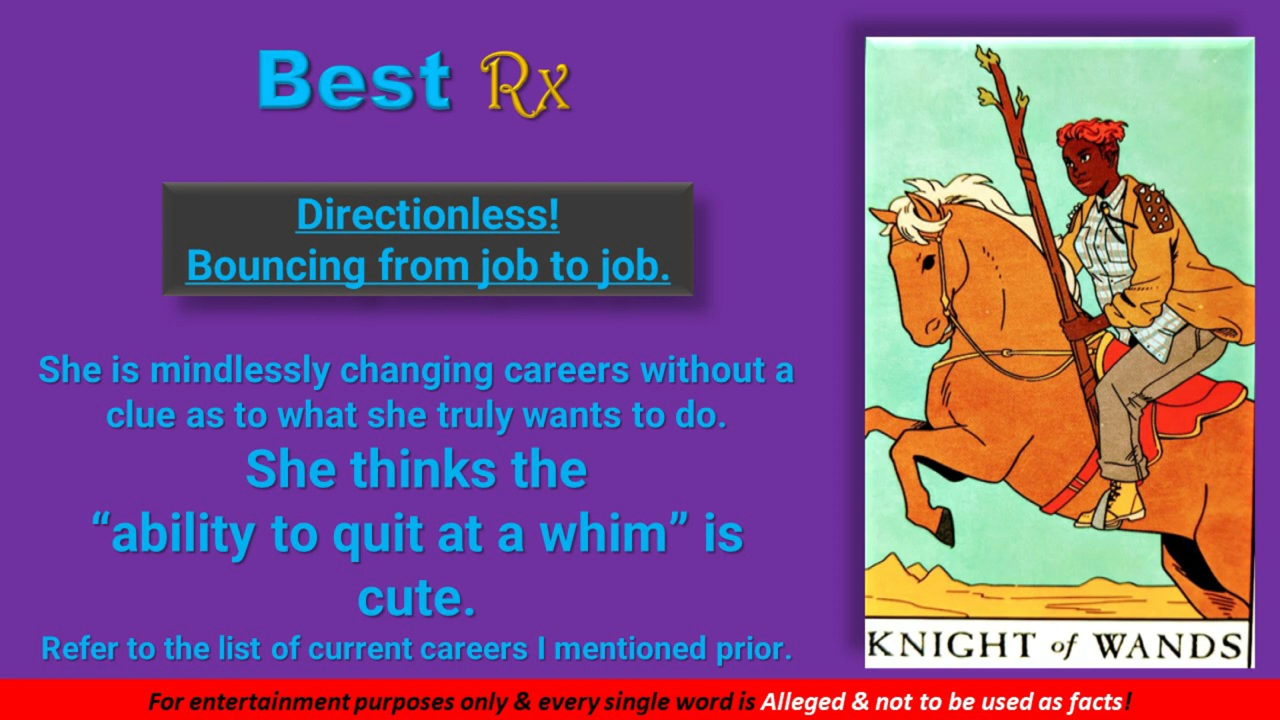 Best Rx
Directionless!
Bouncing from job to job.
She is mindlessly changing careers without a
clue as to what she truly wants to do.
She thinks the
“ability to quit at a whim” is
cute.
Refer to the list of current careers I mentioned prior.
KNIGHT of WANDS
For entertainment purposes only & every single word is Alleged & not to be used as facts!